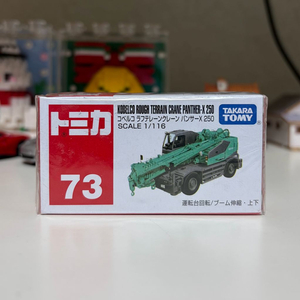 KOBELCO ROUGH TERRAIN CRANE PANTHER-X 250
コベルコ ラフテレーンクレーン パンサーX 250
SCALE 1/116
TAKARA
TOMY
トミカ
73
運転台回転/ブーム伸縮・上下